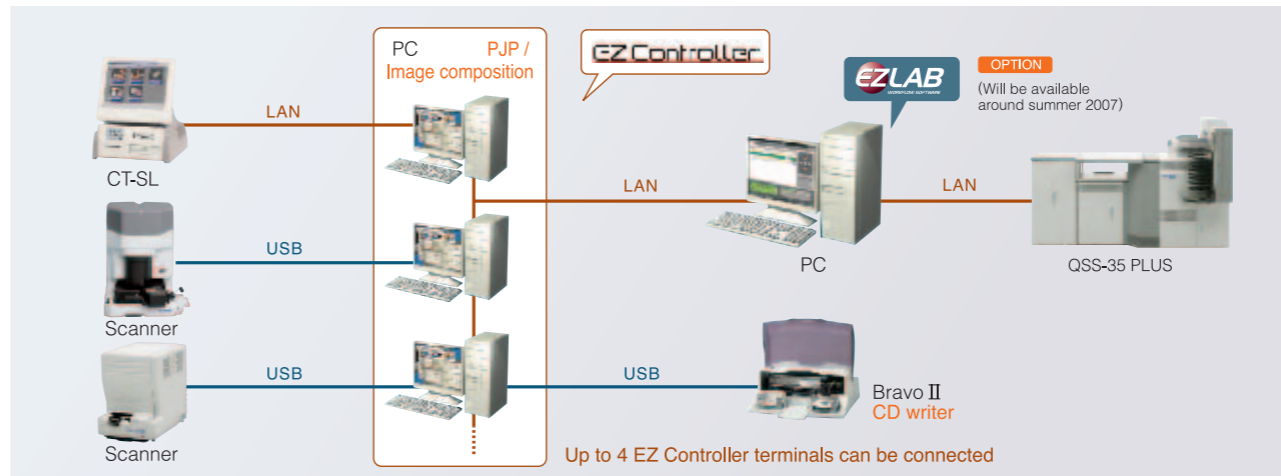 PC PJP /
Image composition
EZ Controller
EZLAB
WORKFLOW SOFTWARE
OPTION
(Will be available
around summer 2007)
LAN
CT-SL
LAN
LAN
PC
QSS-35 PLUS
USB
Scanner
USB
USB
Scanner
Bravo II
CD writer
Up to 4 EZ Controller terminals can be connected